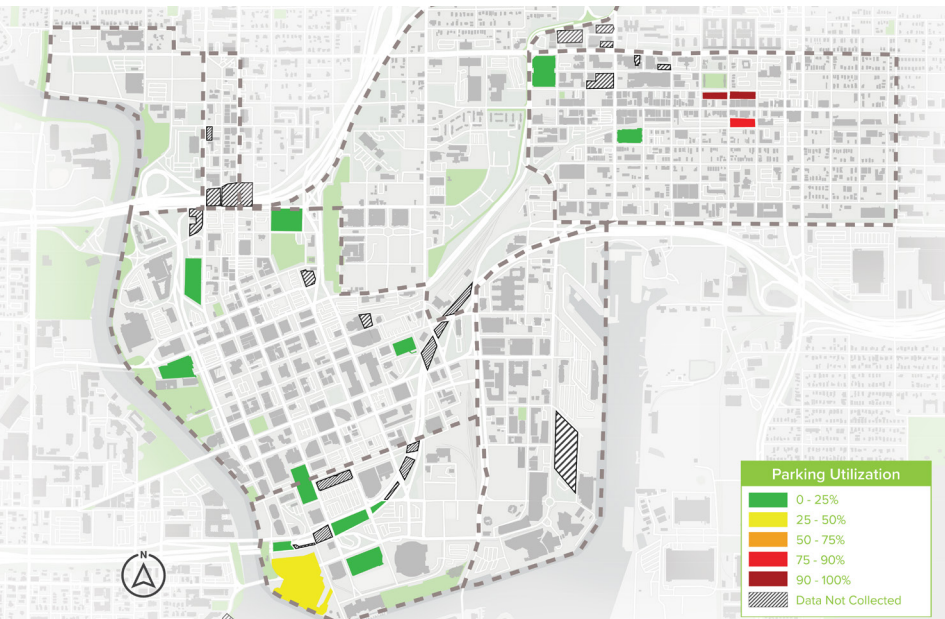 N
Parking Utilization
0 - 25%
25 - 50%
50 - 75%
75 - 90%
90 - 100%
Data Not Collected